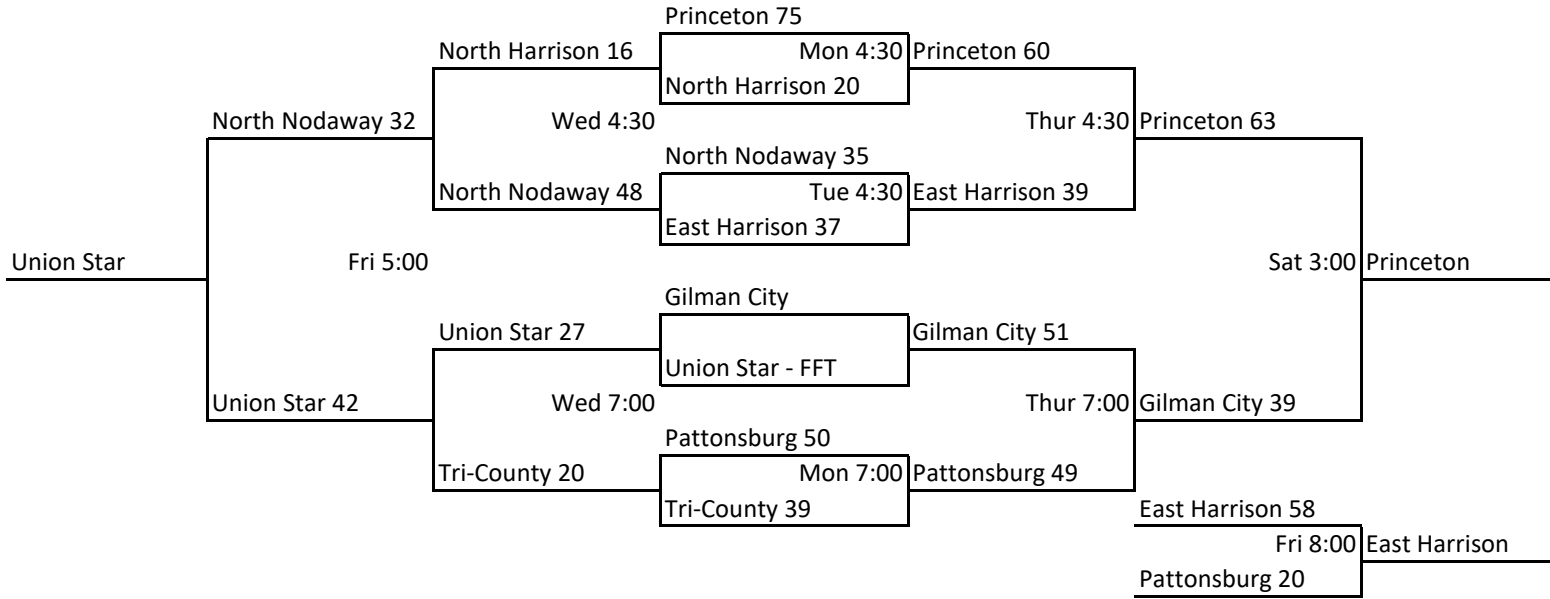 Princeton 75
North Harrison 16
Mon 4:30
Princeton 60
North Harrison 20
North Nodaway 32
Wed 4:30
Thur 4:30
Princeton 63
North Nodaway 35
North Nodaway 48
Tue 4:30
East Harrison 39
East Harrison 37
Union Star
Fri 5:00
Sat 3:00
Princeton
Gilman City
Union Star 27
Gilman City 51
Union Star - FFT
Union Star 42
Wed 7:00
Thur 7:00
Gilman City 39
Pattonsburg 50
Tri-County 20
Mon 7:00
Pattonsburg 49
Tri-County 39
East Harrison 58
Fri 8:00
East Harrison
Pattonsburg 20